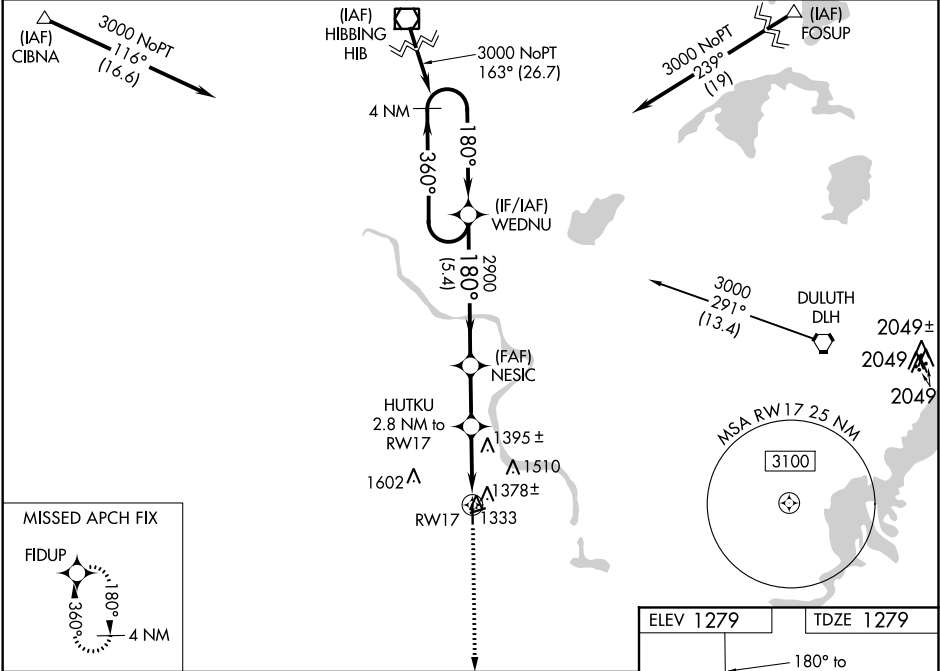 (IAF)
CIBNA
3000 NoPT
116°
(16.6)
(IAF)
HIBBING
HIB
3000 NoPT
163° (26.7)
(IAF)
FOSUP
3000 NoPT
239°
(19)
4 NM
180°
360°
(IF/IAF)
WEDNU
2900
180°
(5.4)
3000
291°
(13.4)
DULUTH
DLH
2049±
2049
2049
(FAF)
NESIC
HUTKU
2.8 NM to
RW17
1395 ±
1510
1602
1378±
RW17
1333
MSA RW17 25 NM
3100
MISSED APCH FIX
FIDUP
180°
360°
4 NM
ELEV 1279
TDZE 1279
180° to